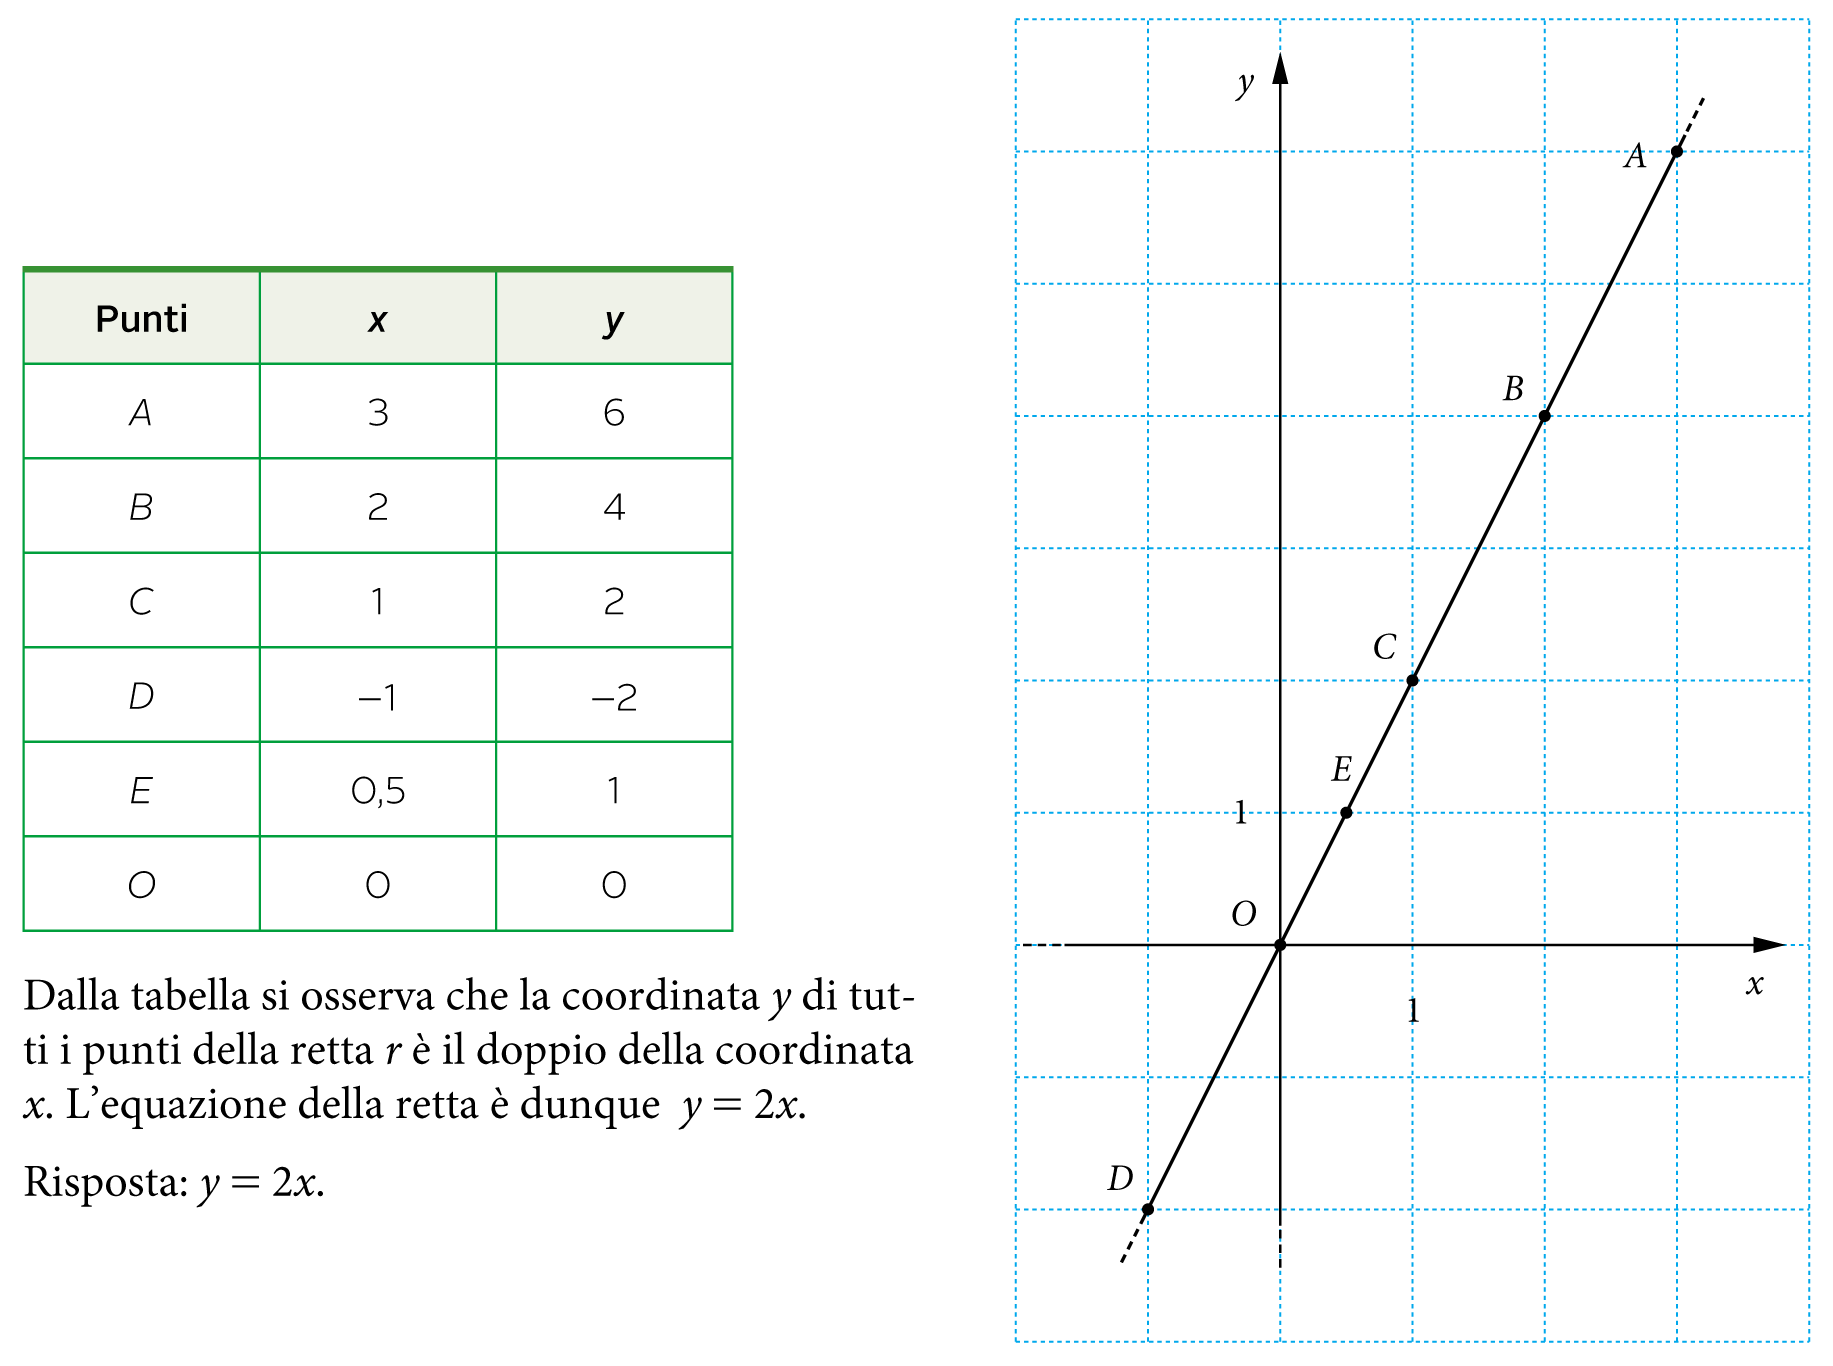 Punti x y
A 3 6
B 2 4
C 1 2
D –1 –2
E 0,5 1
O 0 0
Dalla tabella si osserva che la coordinata y di tut-
ti i punti della retta r è il doppio della coordinata
x. L’equazione della retta è dunque y = 2x.
Risposta: y = 2x.
y
A
B
C
E
1
O
x
1
D